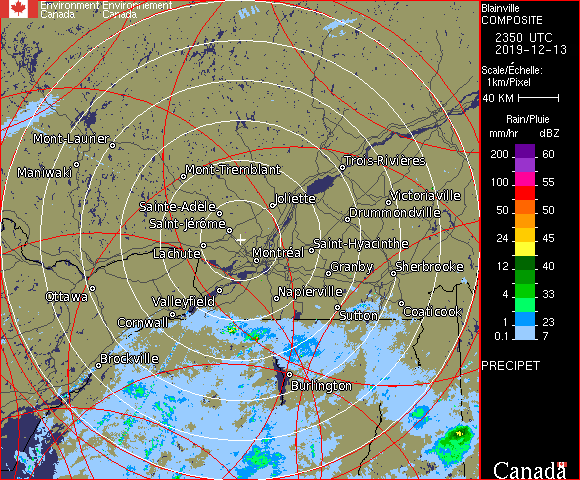 Environment Environnement
Canada Canada
Mont-Laurier
Maniwaki
Mont-Tremblant
Trois-Rivières
Sainte-Adèle
Joliette
Victoriaville
Drummondville
Saint-Jérôme
Saint-Hyacinthe
Lachute
Montréal
Granby
Sherbrooke
Ottawa
Valleyfield
Napierville
Coaticook
Cornwall
Sutton
Brockville
Burlington
Blainville
COMPOSITE
2350 UTC
2019-12-13
Scale/Échelle:
1km/Pixel
40 KM
Rain/Pluie
mm/hr dBZ
200 60
100 55
50 50
24 45
12 40
4 33
1 23
0.1 7
PRECIPET
Canada